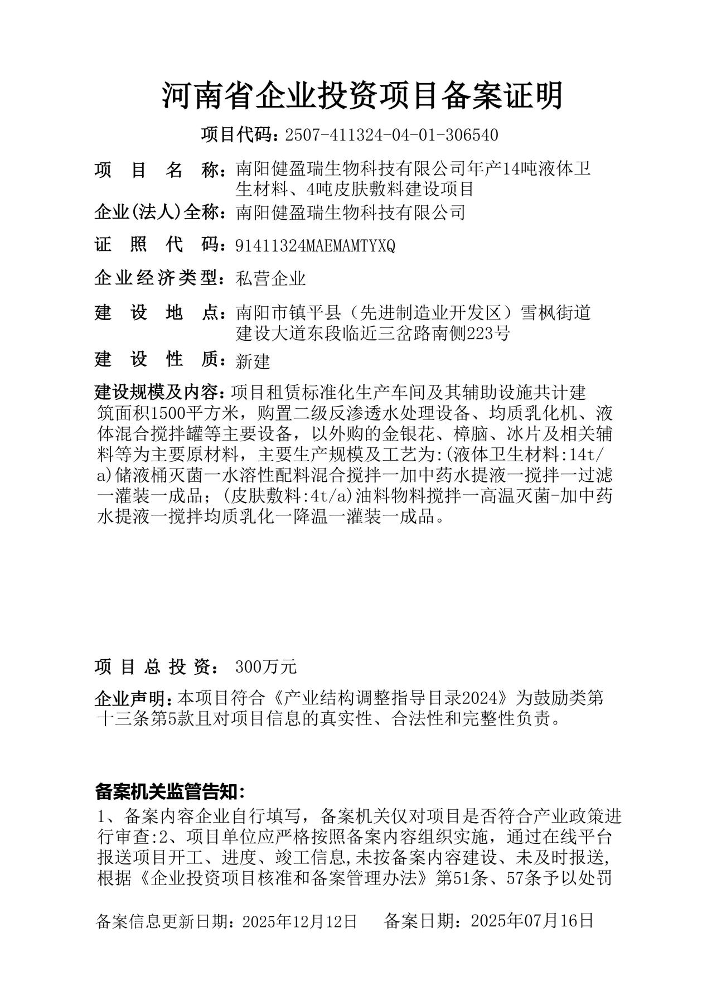 河南省企业投资项目备案证明
项目代码：2507-411324-04-01-306540
项目名称：南阳健盈瑞生物科技有限公司年产14吨液体卫
生材料、4吨皮肤敷料建设项目
企业(法人)全称：南阳健盈瑞生物科技有限公司
证照代码：91411324MAEMAMTYXQ
企业经济类型：私营企业
建设地点：南阳市镇平县（先进制造业开发区）雪枫街道
建设大道东段临近三岔路南侧223号
建设性质：新建
建设规模及内容：项目租赁标准化生产车间及其辅助设施共计建
筑面积1500平方米，购置二级反渗透水处理设备、均质乳化机、液
体混合搅拌罐等主要设备，以外购的金银花、樟脑、冰片及相关辅
料等为主要原材料，主要生产规模及工艺为:(液体卫生材料:14t/
a)储液桶灭菌一水溶性配料混合搅拌一加中药水提液一搅拌一过滤
一灌装一成品；(皮肤敷料:4t/a)油料物料搅拌一高温灭菌-加中药
水提液一搅拌均质乳化一降温一灌装一成品。
项目总投资：300万元
企业声明：本项目符合《产业结构调整指导目录2024》为鼓励类第
十三条第5款且对项目信息的真实性、合法性和完整性负责。
备案机关监管告知：
1、备案内容企业自行填写，备案机关仅对项目是否符合产业政策进
行审查:2、项目单位应严格按照备案内容组织实施，通过在线平台
报送项目开工、进度、竣工信息,未按备案内容建设、未及时报送,
根据《企业投资项目核准和备案管理办法》第51条、57条予以处罚
备案信息更新日期：2025年12月12日 备案日期：2025年07月16日